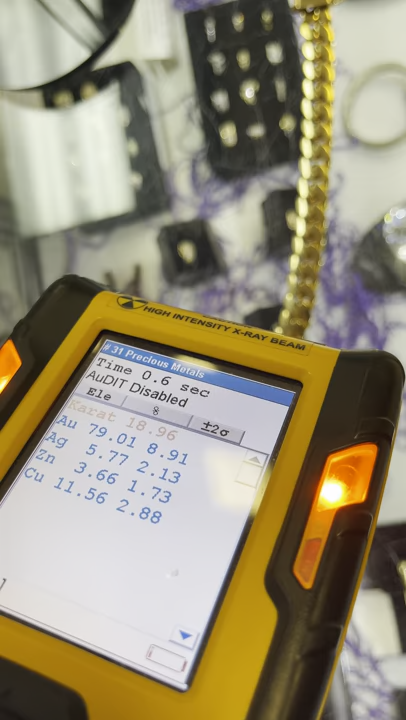 HIGH INTENSITY X-RAY BEAM
# 31 Precious Metals
Time 0.6 sec
AuDIT Disabled
Ele % ±2σ
Karat 18.96
Au 79.01 8.91
Ag 5.77 2.13
Zn 3.66 1.73
Cu 11.56 2.88